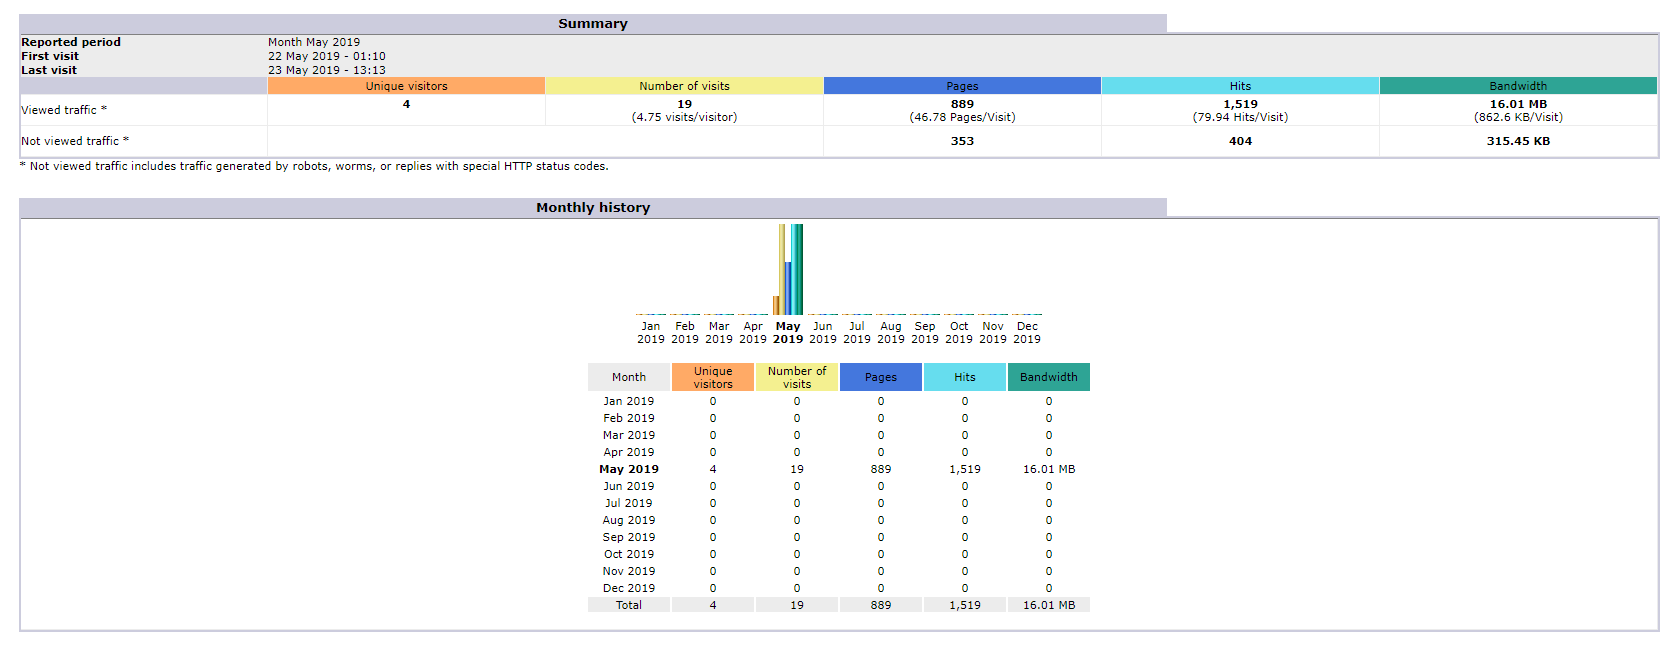 Summary
Reported period Month May 2019
First visit 22 May 2019 - 01:10
Last visit 23 May 2019 - 13:13
Unique visitors Number of visits Pages Hits Bandwidth
Viewed traffic * 4 19 889 1,519 16.01 MB
(4.75 visits/visitor) (46.78 Pages/Visit) (79.94 Hits/Visit) (862.6 KB/Visit)
Not viewed traffic * 353 404 315.45 KB
* Not viewed traffic includes traffic generated by robots, worms, or replies with special HTTP status codes.
Monthly history
Jan Feb Mar Apr May Jun Jul Aug Sep Oct Nov Dec
2019 2019 2019 2019 2019 2019 2019 2019 2019 2019 2019 2019
Month Unique visitors Number of visits Pages Hits Bandwidth
Jan 2019 0 0 0 0 0
Feb 2019 0 0 0 0 0
Mar 2019 0 0 0 0 0
Apr 2019 0 0 0 0 0
May 2019 4 19 889 1,519 16.01 MB
Jun 2019 0 0 0 0 0
Jul 2019 0 0 0 0 0
Aug 2019 0 0 0 0 0
Sep 2019 0 0 0 0 0
Oct 2019 0 0 0 0 0
Nov 2019 0 0 0 0 0
Dec 2019 0 0 0 0 0
Total 4 19 889 1,519 16.01 MB